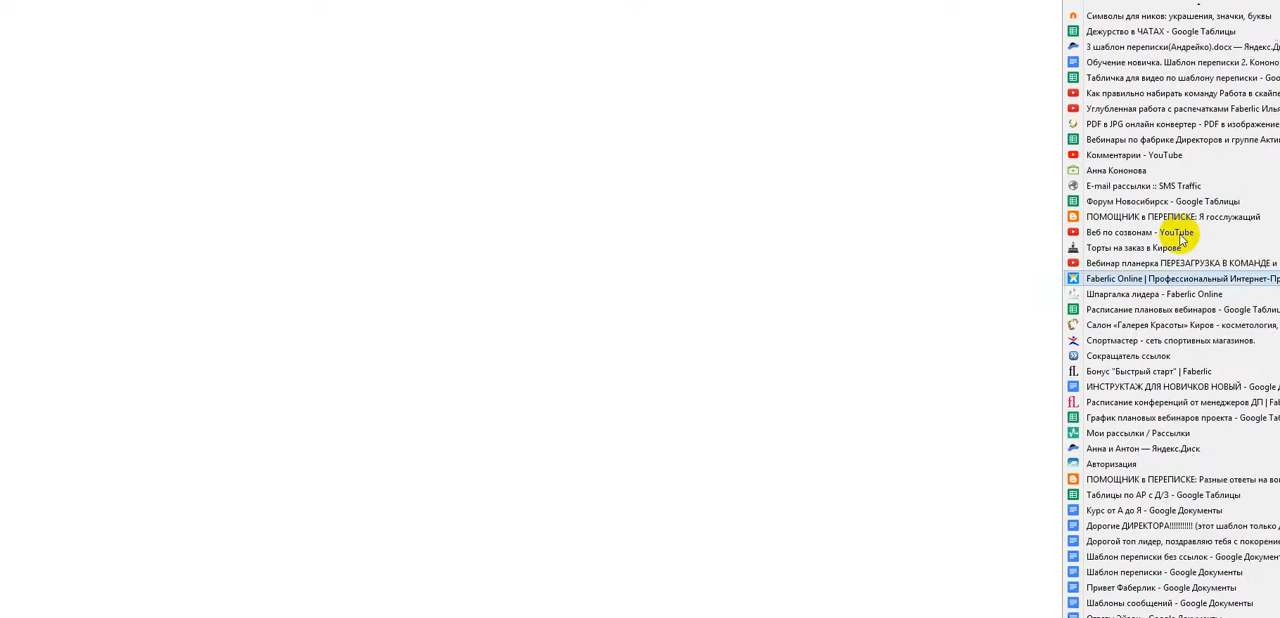 Символы для ников: украшения, значки, буквы
Дежурство в ЧАТАХ - Google Таблицы
3 шаблон переписки(Андрейко).docx — Яндекс.Ди
Обучение новичка. Шаблон переписки 2. Кононо
Табличка для видео по шаблону переписки - Goo
Как правильно набирать команду Работа в скайпе
Углубленная работа с распечатками Faberlic Илья
PDF в JPG онлайн конвертер - PDF в изображение
Вебинары по фабрике Директоров и группе Акти
Комментарии - YouTube
Анна Кононова
E-mail рассылки :: SMS Traffic
Форум Новосибирск - Google Таблицы
ПОМОЩНИК в ПЕРЕПИСКЕ: Я госслужащий
Веб по созвонам - YouTube
Торты на заказ в Кирове
Вебинар планерка ПЕРЕЗАГРУЗКА В КОМАНДЕ и
Faberlic Online | Профессиональный Интернет-Пр
Шпаргалка лидера - Faberlic Online
Расписание плановых вебинаров - Google Таблиц
Салон «Галерея Красоты» Киров - косметология,
Спортмастер - сеть спортивных магазинов.
Сокращатель ссылок
Бонус "Быстрый старт" | Faberlic
ИНСТРУКТАЖ ДЛЯ НОВИЧКОВ НОВЫЙ - Google Д
Расписание конференций от менеджеров ДП | Fab
График плановых вебинаров проекта - Google Таб
Мои рассылки / Рассылки
Анна и Антон — Яндекс.Диск
Авторизация
ПОМОЩНИК в ПЕРЕПИСКЕ: Разные ответы на во
Таблицы по АР с Д/З - Google Таблицы
Курс от А до Я - Google Документы
Дорогие ДИРЕКТОРА!!!!!!!!!!! (этот шаблон только д
Дорогой топ лидер, поздравляю тебя с покорение
Шаблон переписки без ссылок - Google Документ
Шаблон переписки - Google Документы
Привет Фаберлик - Google Документы
Шаблоны сообщений - Google Документы